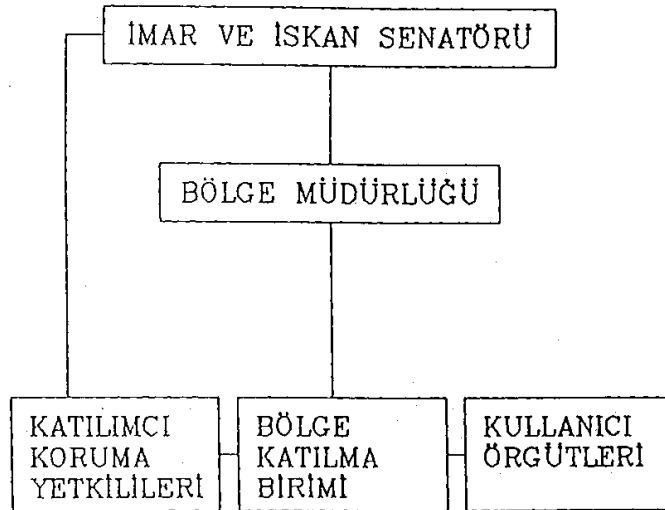 İMAR VE İSKAN SENATÖRÜ
BÖLGE MÜDÜRLÜĞÜ
KATILIMCI
KORUMA
YETKİLİLERİ
BÖLGE
KATILMA
BİRİMİ
KULLANICI
ÖRGÜTLERİ